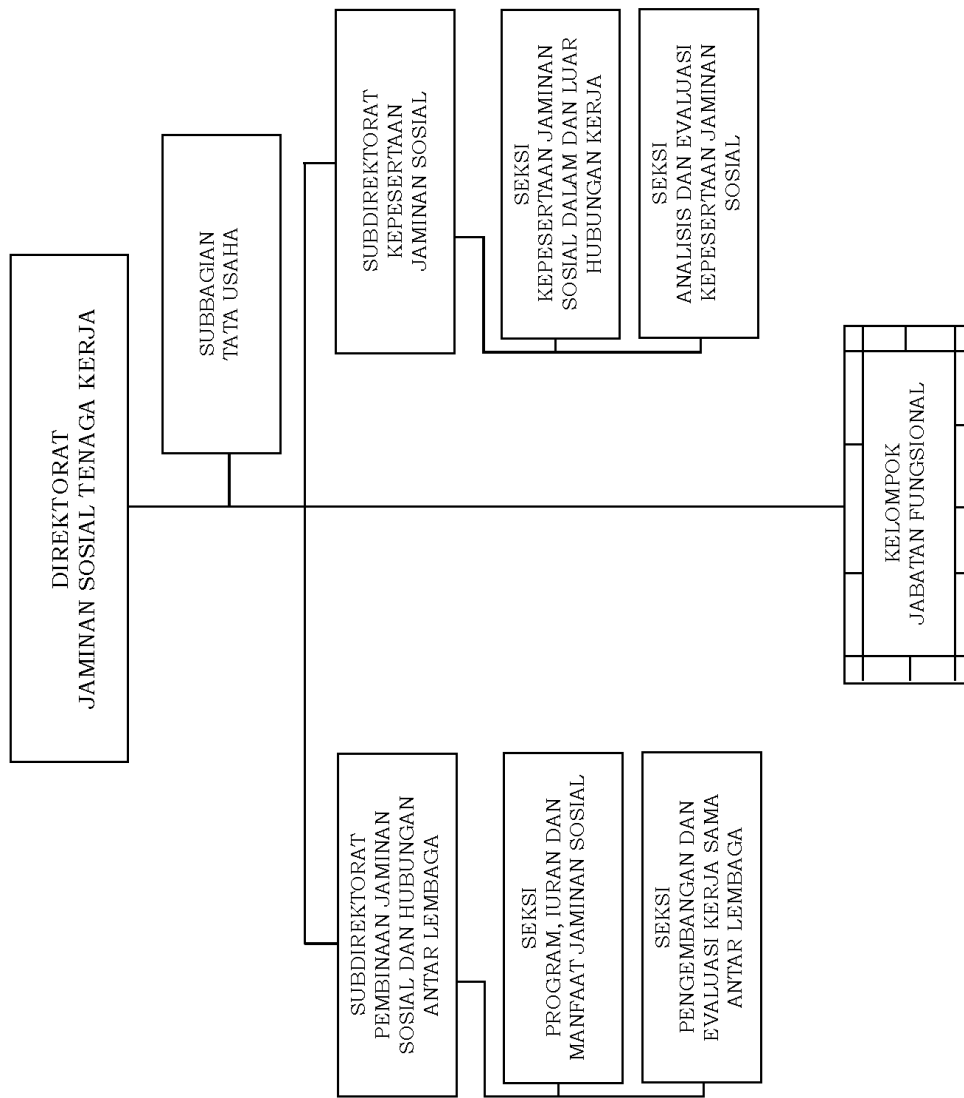 DIREKTORAT
JAMINAN SOSIAL TENAGA KERJA
SUBBAGIAN
TATA USAHA
SUBDIREKTORAT
PEMBINAAN JAMINAN
SOSIAL DAN HUBUNGAN
ANTAR LEMBAGA
SUBDIREKTORAT
KEPESERTAAN
JAMINAN SOSIAL
SEKSI
PROGRAM, IURAN DAN
MANFAAT JAMINAN SOSIAL
SEKSI
KEPESERTAAN JAMINAN
SOSIAL DALAM DAN LUAR
HUBUNGAN KERJA
SEKSI
PENGEMBANGAN DAN
EVALUASI KERJA SAMA
ANTAR LEMBAGA
SEKSI
ANALISIS DAN EVALUASI
KEPESERTAAN JAMINAN
SOSIAL
KELOMPOK
JABATAN FUNGSIONAL